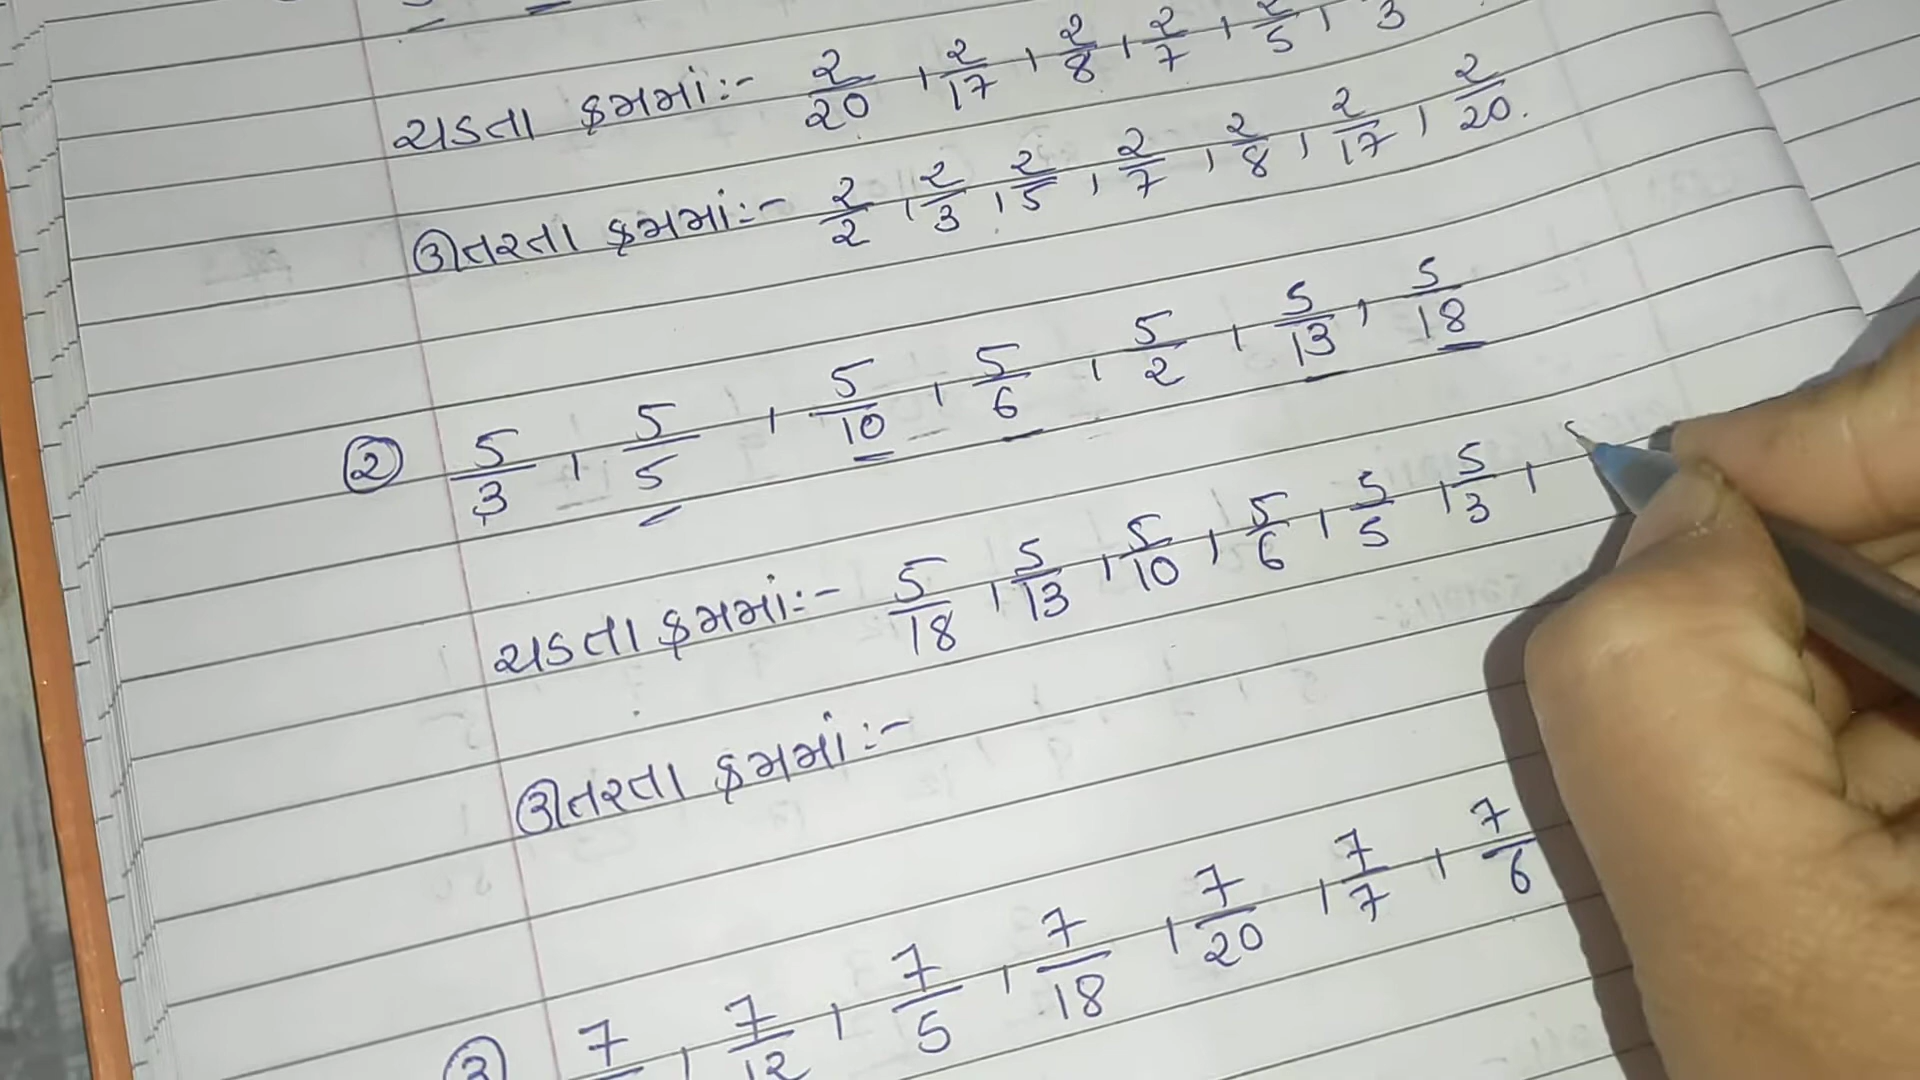 ચડતા ક્રમમાં:- 2/20, 2/17, 2/8, 2/7, 2/5, 3
ઊતરતા ક્રમમાં:- 2/2, 2/3, 2/5, 2/7, 2/8, 2/17, 2/20.
② 5/3, 5/5, 5/10, 5/6, 5/2, 5/13, 5/18
ચડતા ક્રમમાં:- 5/18, 5/13, 5/10, 5/6, 5/5, 5/3,
ઊતરતા ક્રમમાં:-
③ 7, 7/12, 7/5, 7/18, 7/20, 7/7, 7/6